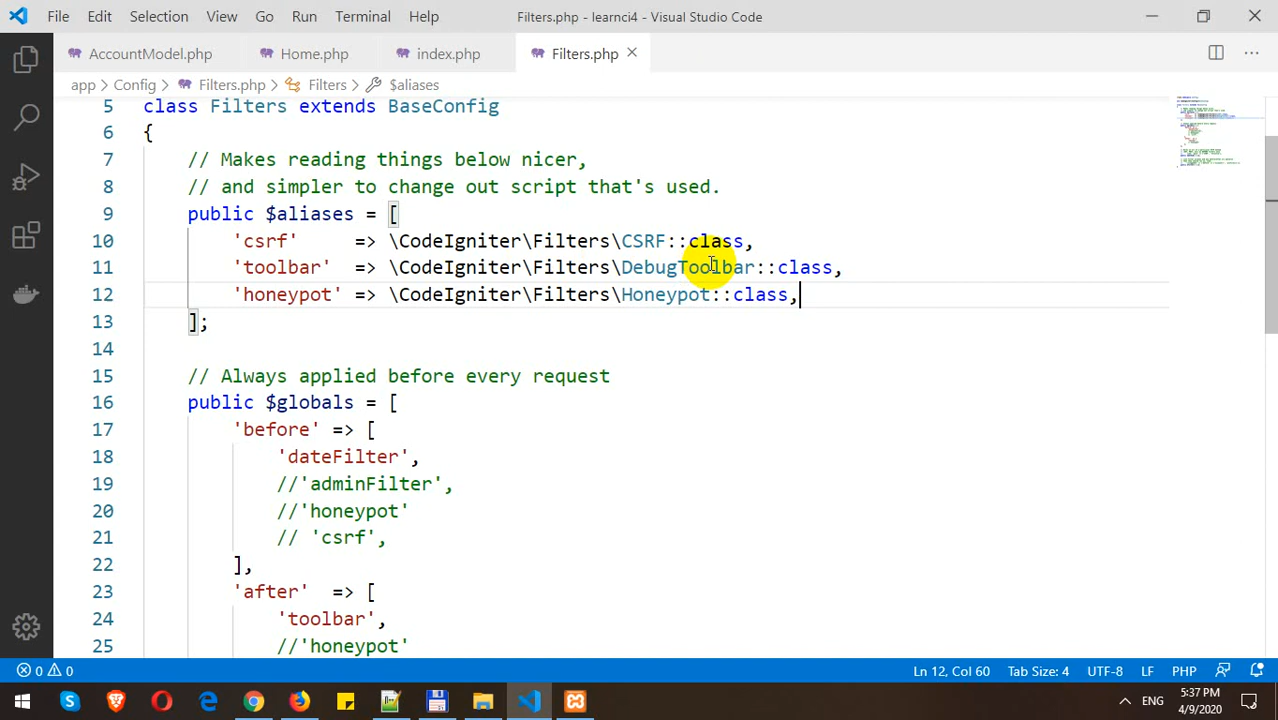 File Edit Selection View Go Run Terminal Help Filters.php - learnci4 - Visual Studio Code
AccountModel.php Home.php index.php Filters.php
app > Config > Filters.php > Filters > $aliases
5 class Filters extends BaseConfig
6 {
7 // Makes reading things below nicer,
8 // and simpler to change out script that's used.
9 public $aliases = [
10 'csrf' => \CodeIgniter\Filters\CSRF::class,
11 'toolbar' => \CodeIgniter\Filters\DebugToolbar::class,
12 'honeypot' => \CodeIgniter\Filters\Honeypot::class,
13 ];
14
15 // Always applied before every request
16 public $globals = [
17 'before' => [
18 'dateFilter',
19 //'adminFilter',
20 //'honeypot'
21 // 'csrf',
22 ],
23 'after' => [
24 'toolbar',
25 //'honeypot'
0 0 Ln 12, Col 60 Tab Size: 4 UTF-8 LF PHP
ENG 5:37 PM
4/9/2020